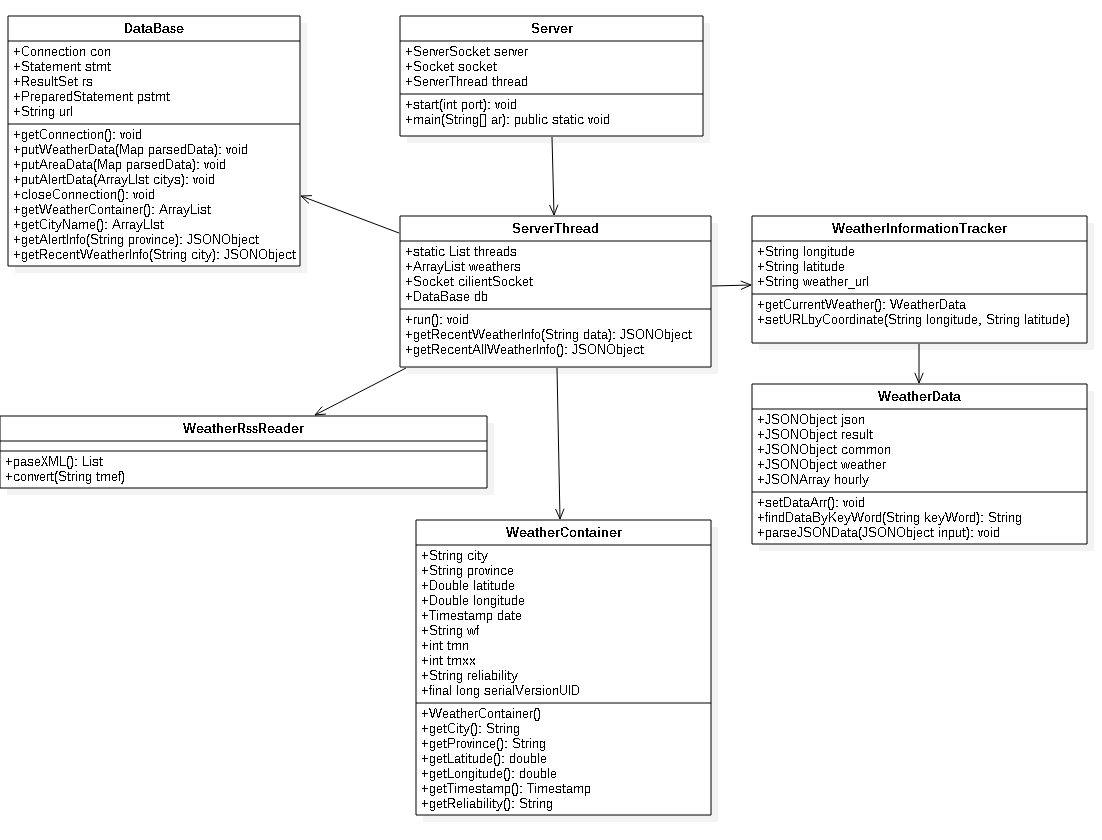 DataBase
+Connection con
+Statement stmt
+ResultSet rs
+PreparedStatement pstmt
+String url
+getConnection(): void
+putWeatherData(Map parsedData): void
+putAreaData(Map parsedData): void
+putAlertData(ArrayLIst citys): void
+closeConnection(): void
+getWeatherContainer(): ArrayList
+getCityName(): ArrayLIst
+getAlertInfo(String province): JSONObject
+getRecentWeatherInfo(String city): JSONObject
Server
+ServerSocket server
+Socket socket
+ServerThread thread
+start(int port): void
+main(String[] ar): public static void
ServerThread
+static List threads
+ArrayList weathers
+Socket cilientSocket
+DataBase db
+run(): void
+getRecentWeatherInfo(String data): JSONObject
+getRecentAllWeatherInfo(): JSONObject
WeatherInformationTracker
+String longitude
+String latitude
+String weather_url
+getCurrentWeather(): WeatherData
+setURLbyCoordinate(String longitude, String latitude)
WeatherData
+JSONObject json
+JSONObject result
+JSONObject common
+JSONObject weather
+JSONArray hourly
+setDataArr(): void
+findDataByKeyWord(String keyWord): String
+parseJSONData(JSONObject input): void
WeatherRssReader
+paseXML(): List
+convert(String tmef)
WeatherContainer
+String city
+String province
+Double latitude
+Double longitude
+Timestamp date
+String wf
+int tmn
+int tmxx
+String reliability
+final long serialVersionUID
+WeatherContainer()
+getCity(): String
+getProvince(): String
+getLatitude(): double
+getLongitude(): double
+getTimestamp(): Timestamp
+getReliability(): String